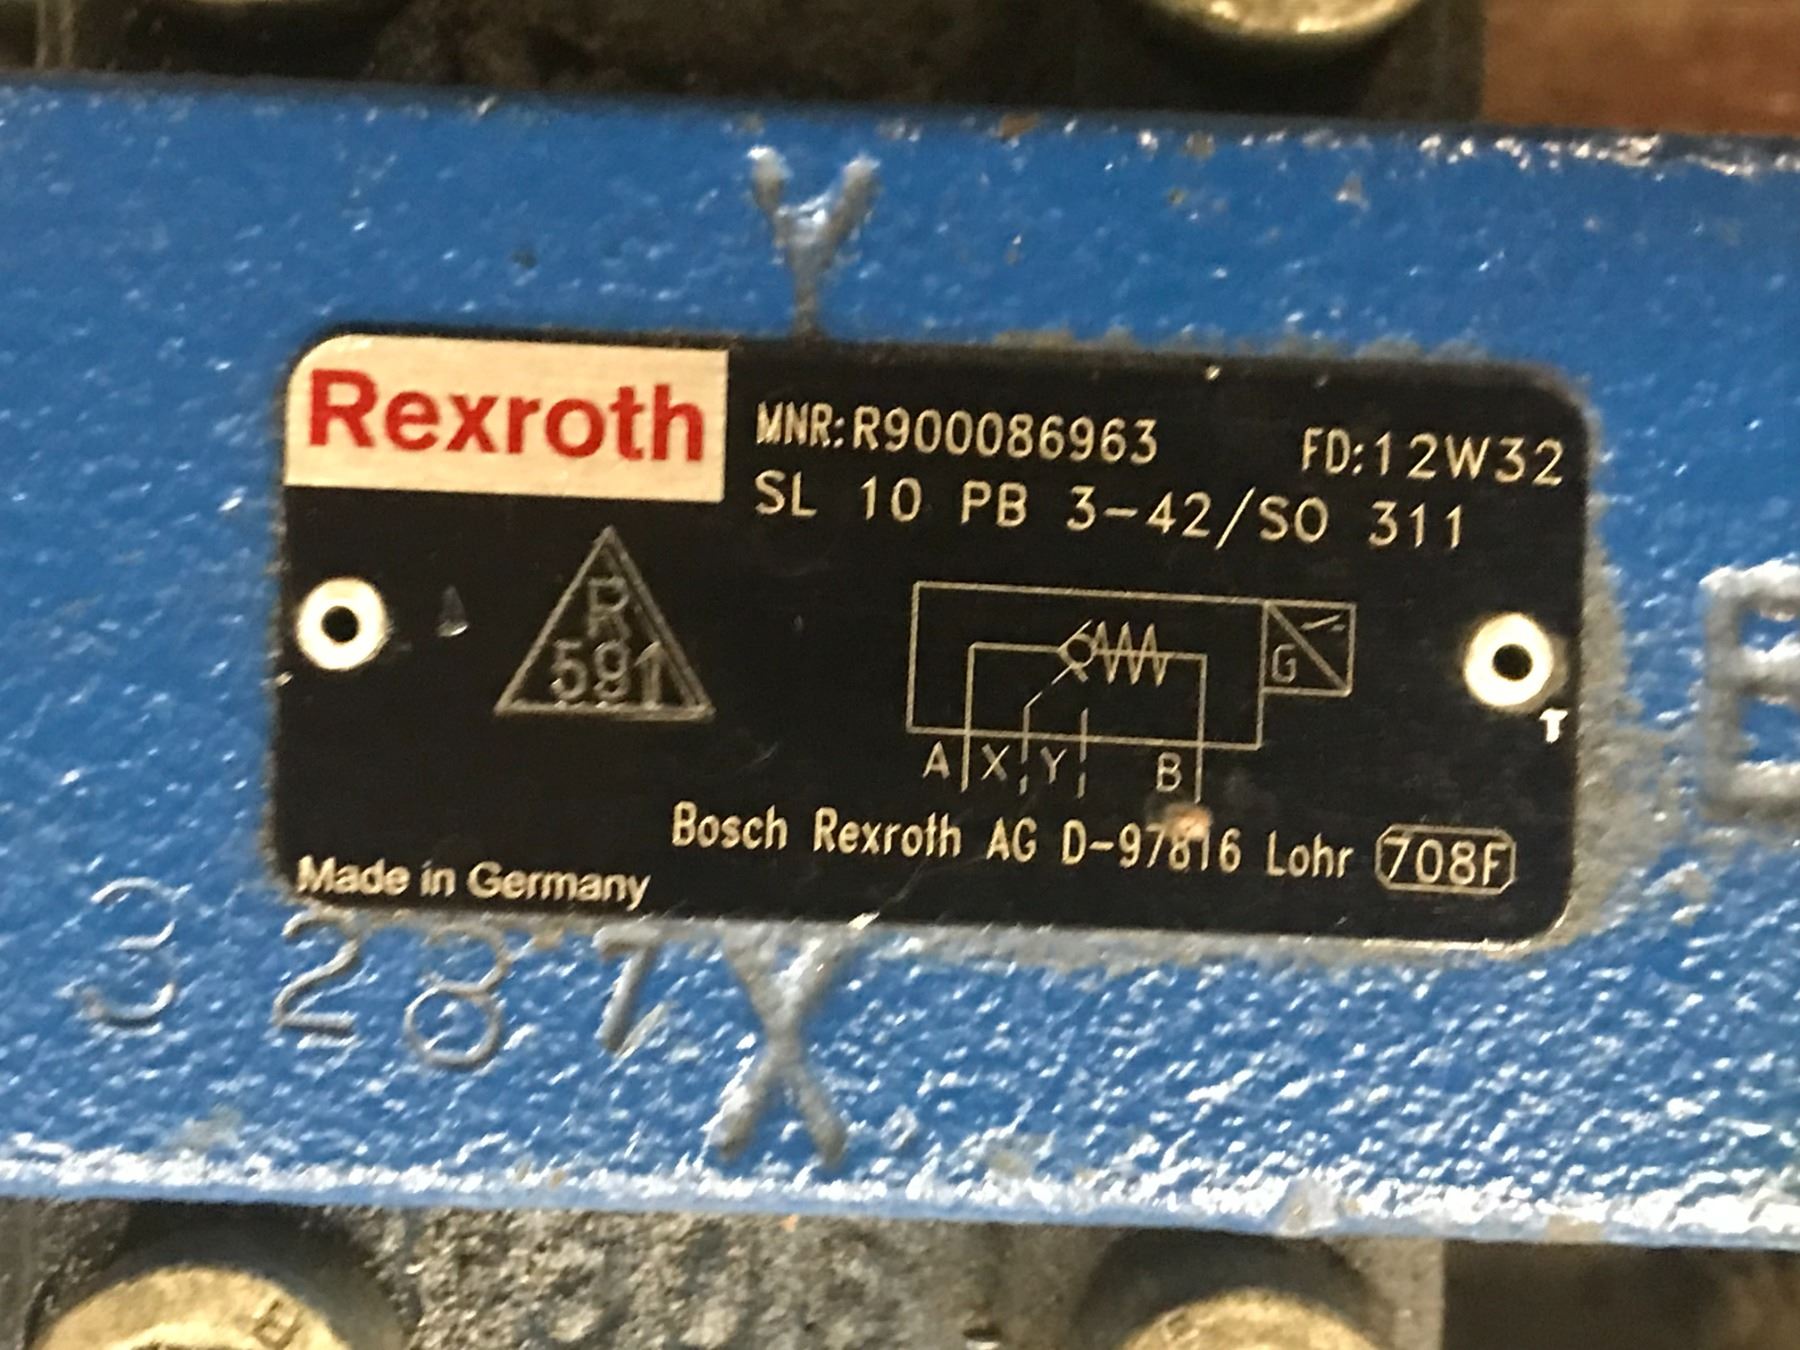 Y
Rexroth
MNR:R900086963 FD:12W32
SL 10 PB 3-42/SO 311
R
591
G
A X Y B
B
T
Bosch Rexroth AG D-97816 Lohr 708F
Made in Germany
3 2 8 1
X